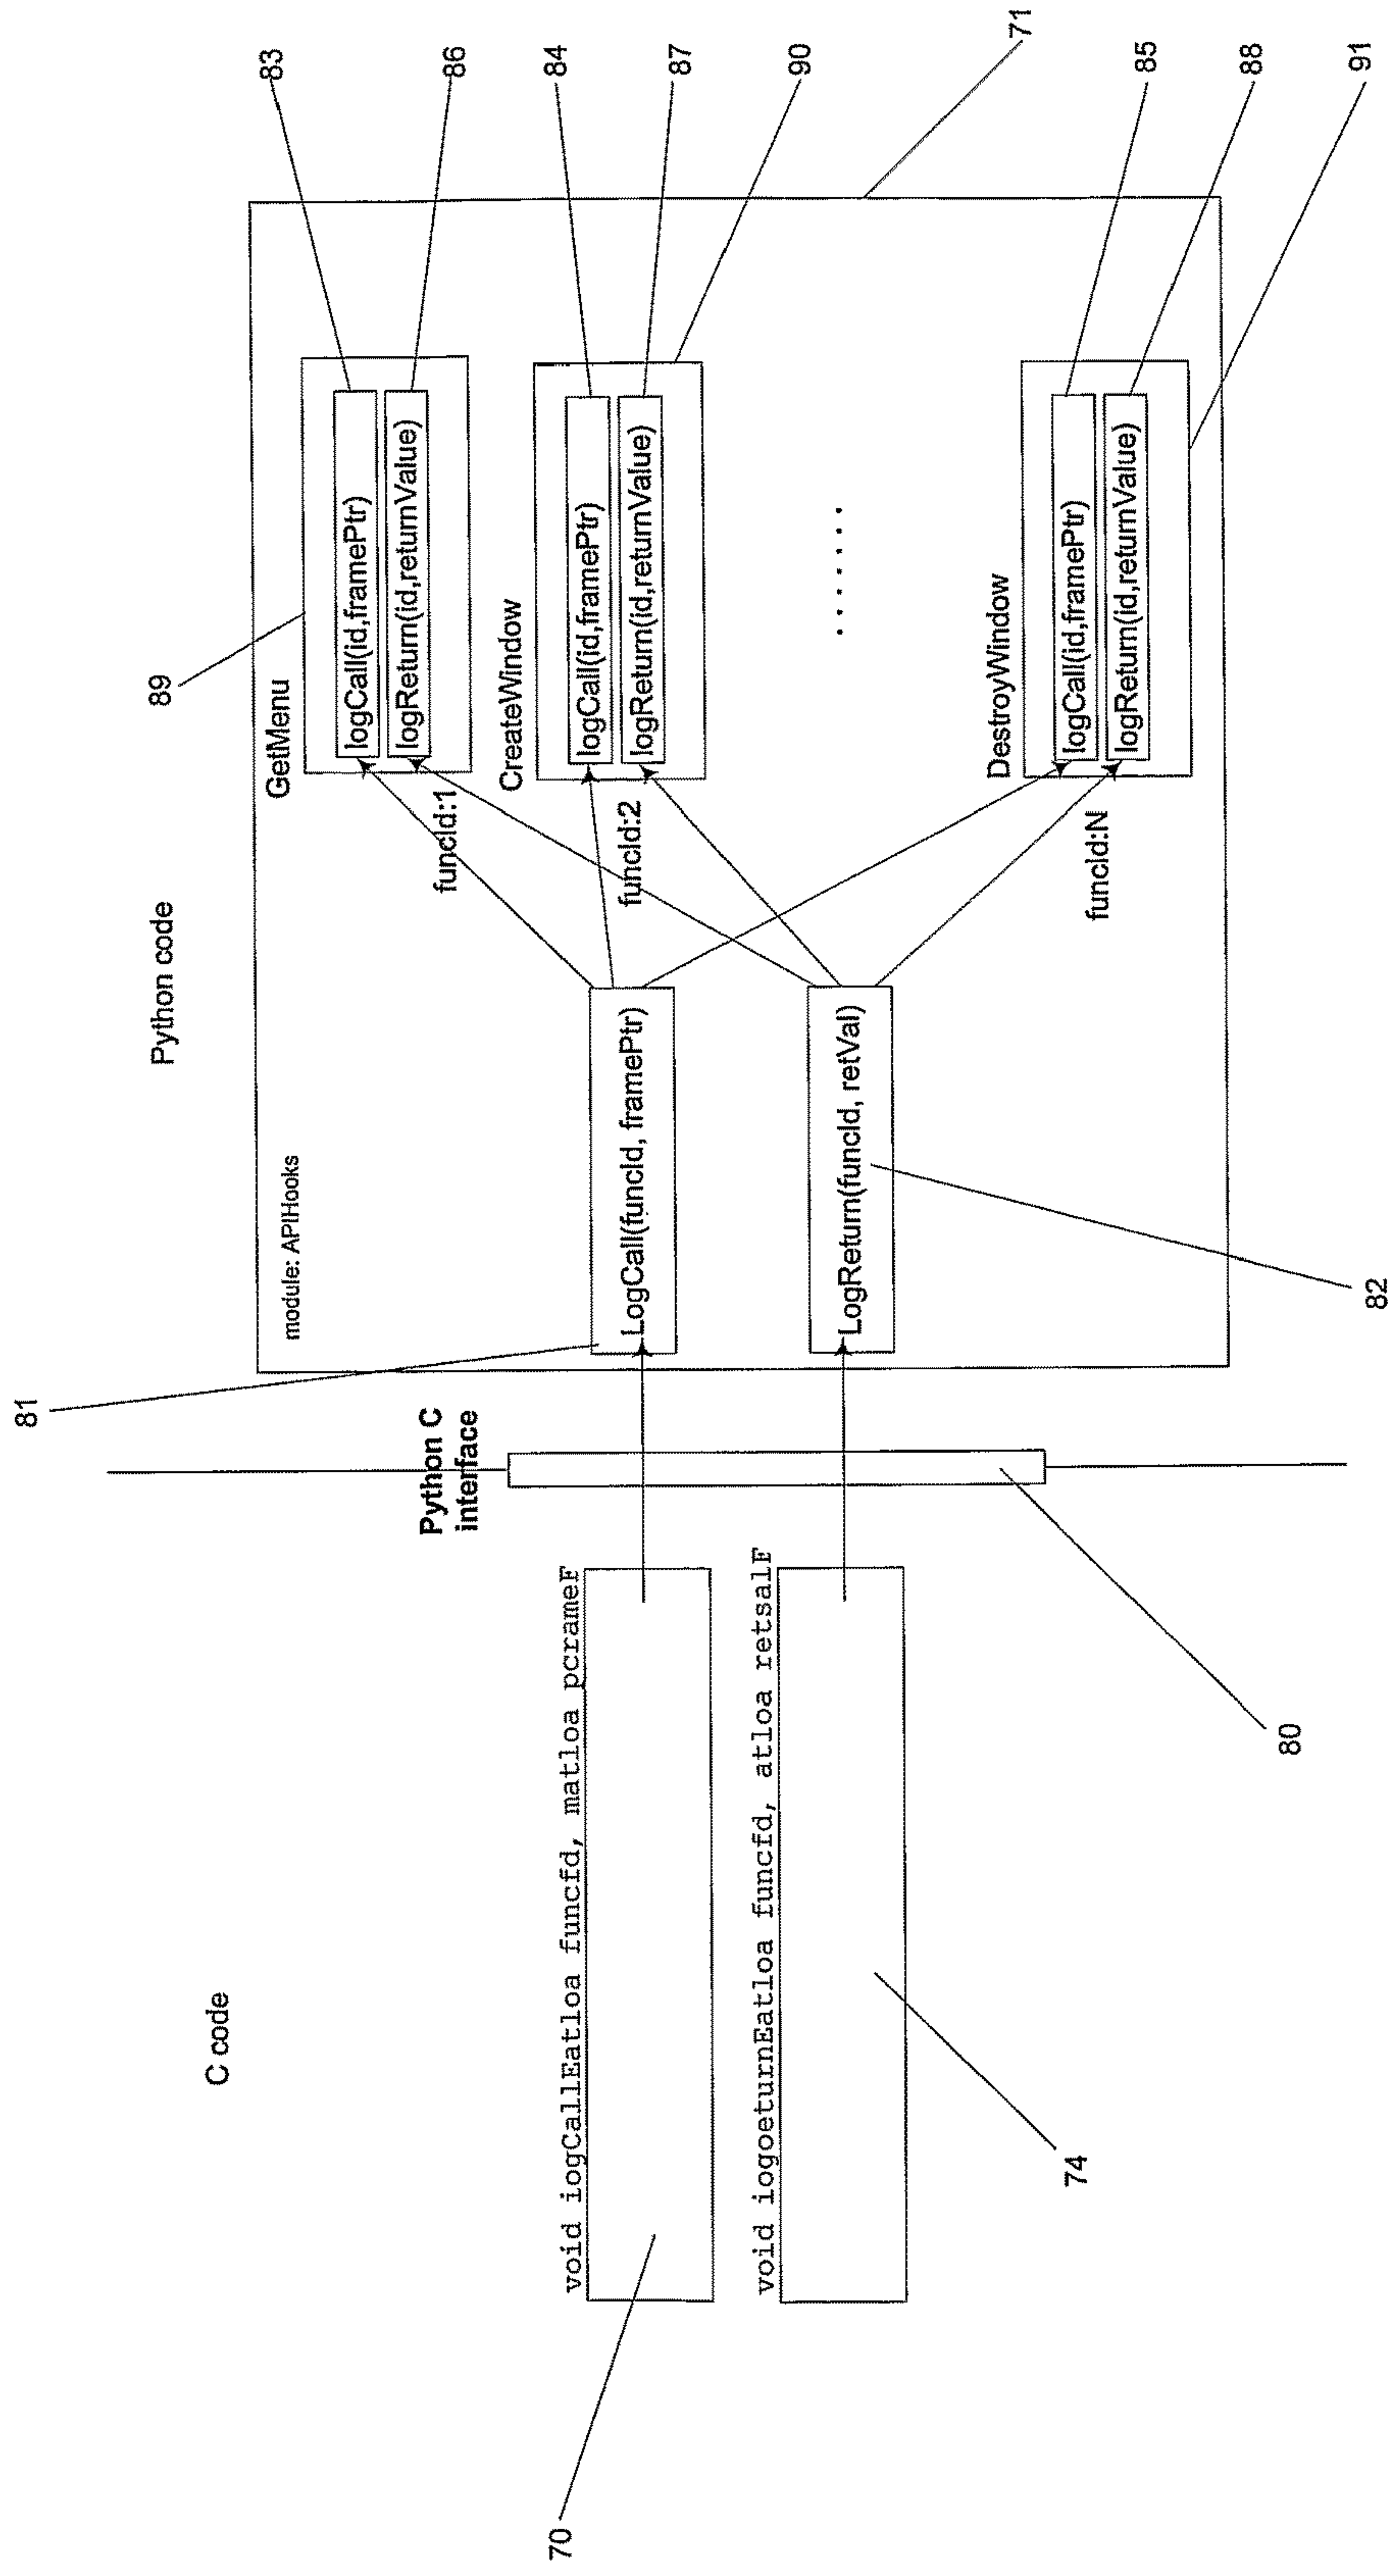 C code
Python code
70
void iogCallEatloa funcfd, matloa pcrameF
void iogoeturnEatloa funcfd, atloa retsalF
74
Python C
interface
80
81
module: APIHooks
LogCall(funcId, framePtr)
LogReturn(funcId, retVal)
82
89
GetMenu
logCall(id,framePtr)
logReturn(id,returnValue)
funcId:1
83
86
CreateWindow
logCall(id,framePtr)
logReturn(id,returnValue)
funcId:2
84
87
90
.......
71
DestroyWindow
logCall(id,framePtr)
logReturn(id,returnValue)
funcId:N
85
88
91